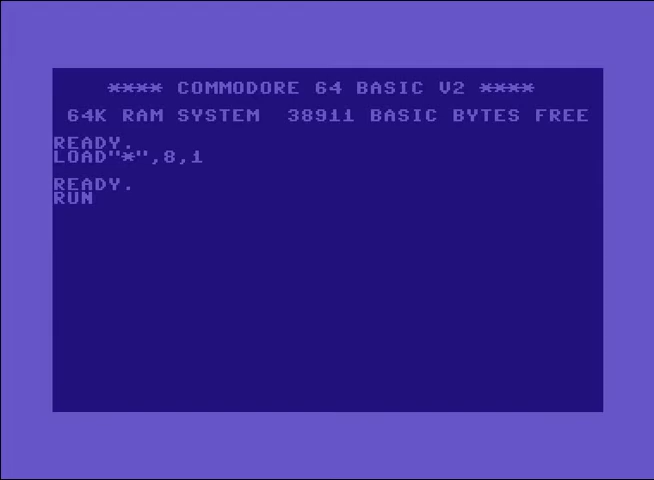 **** COMMODORE 64 BASIC V2 ****
64K RAM SYSTEM  38911 BASIC BYTES FREE
READY.
LOAD"*",8,1
READY.
RUN